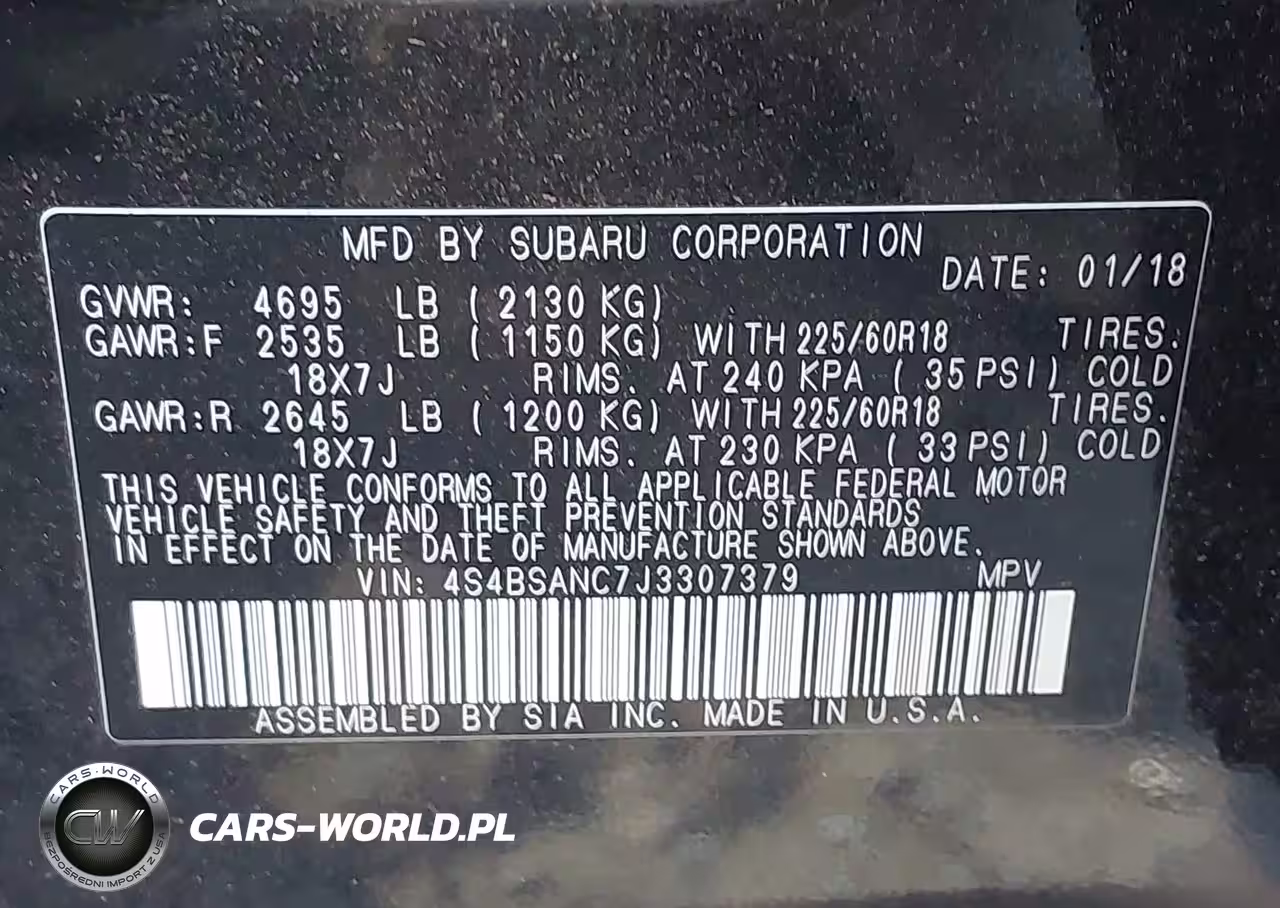 MFD BY SUBARU CORPORATION
DATE: 01/18
GVWR: 4695 LB (2130 KG)
GAWR:F 2535 LB (1150 KG) WITH 225/60R18 TIRES.
18X7J RIMS. AT 240 KPA (35 PSI) COLD
GAWR:R 2645 LB (1200 KG) WITH 225/60R18 TIRES.
18X7J RIMS. AT 230 KPA (33 PSI) COLD
THIS VEHICLE CONFORMS TO ALL APPLICABLE FEDERAL MOTOR
VEHICLE SAFETY AND THEFT PREVENTION STANDARDS
IN EFFECT ON THE DATE OF MANUFACTURE SHOWN ABOVE.
VIN: 4S4BSANC7J3307379 MPV
ASSEMBLED BY SIA INC. MADE IN U.S.A.
CARS-WORLD
CW
BEZPOŚREDNI IMPORT Z USA
CARS-WORLD.PL